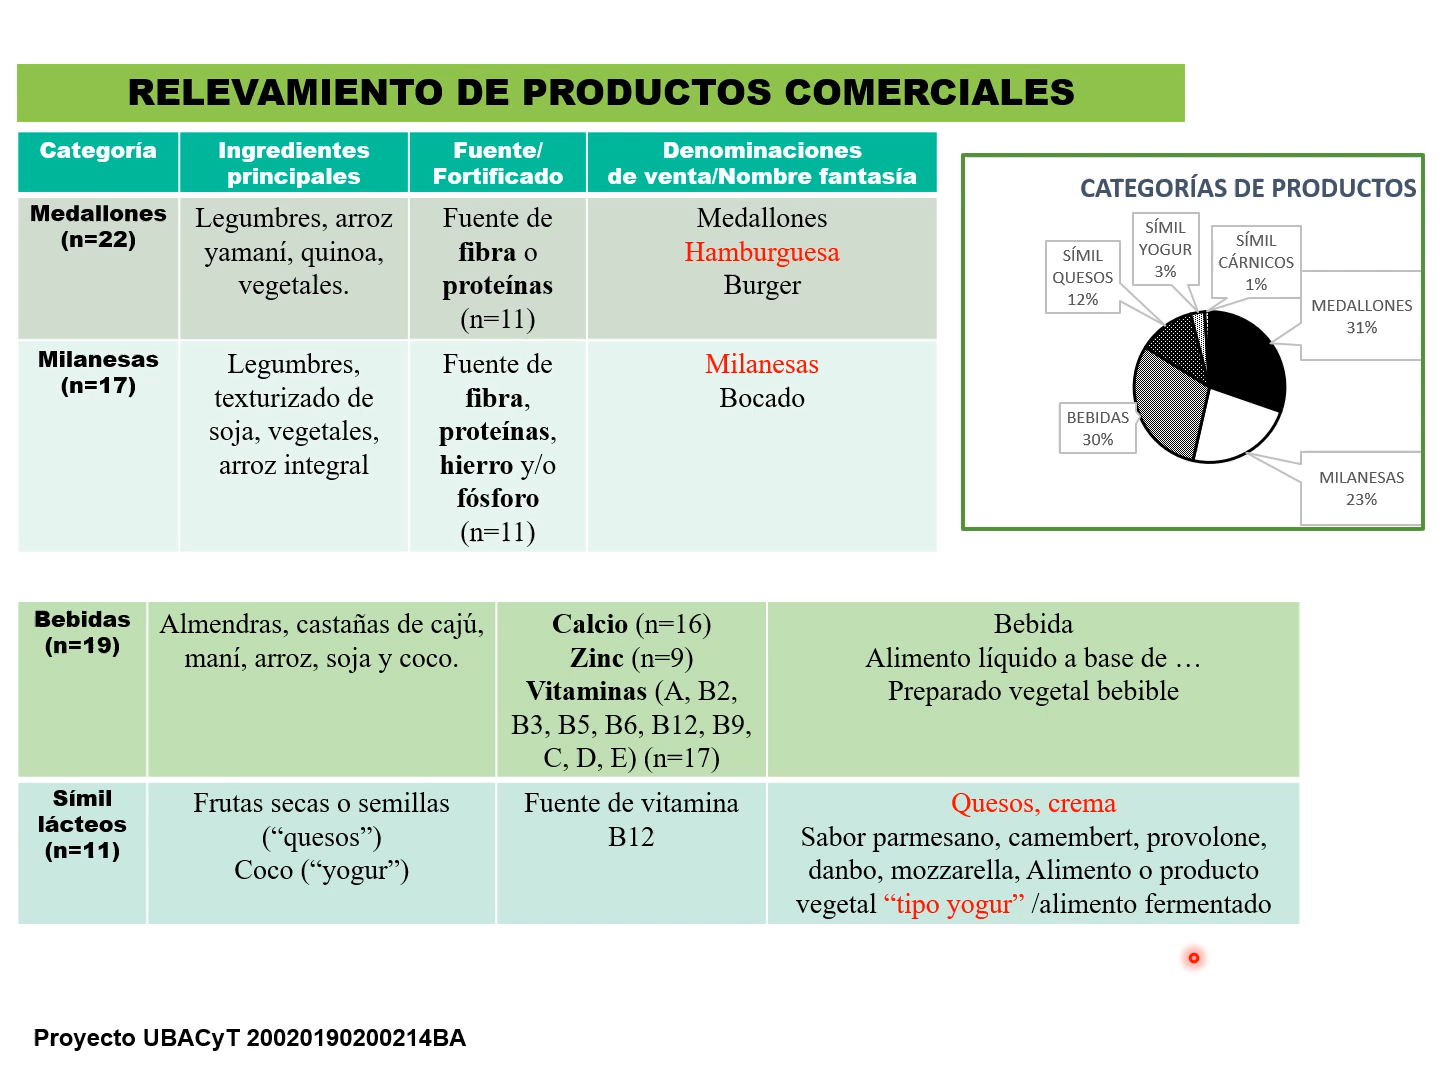 RELEVAMIENTO DE PRODUCTOS COMERCIALES
Categoría
Ingredientes
principales
Fuente/
Fortificado
Denominaciones
de venta/Nombre fantasía
Medallones
(n=22)
Legumbres, arroz
yamaní, quinoa,
vegetales.
Fuente de
fibra o
proteínas
(n=11)
Medallones
Hamburguesa
Burger
Milanesas
(n=17)
Legumbres,
texturizado de
soja, vegetales,
arroz integral
Fuente de
fibra,
proteínas,
hierro y/o
fósforo
(n=11)
Milanesas
Bocado
CATEGORÍAS DE PRODUCTOS
SÍMIL
QUESOS
12%
SÍMIL
YOGUR
3%
SÍMIL
CÁRNICOS
1%
MEDALLONES
31%
BEBIDAS
30%
MILANESAS
23%
Bebidas
(n=19)
Almendras, castañas de cajú,
maní, arroz, soja y coco.
Calcio (n=16)
Zinc (n=9)
Vitaminas (A, B2,
B3, B5, B6, B12, B9,
C, D, E) (n=17)
Bebida
Alimento líquido a base de …
Preparado vegetal bebible
Símil
lácteos
(n=11)
Frutas secas o semillas
(“quesos”)
Coco (“yogur”)
Fuente de vitamina
B12
Quesos, crema
Sabor parmesano, camembert, provolone,
danbo, mozzarella, Alimento o producto
vegetal “tipo yogur” /alimento fermentado
Proyecto UBACyT 20020190200214BA